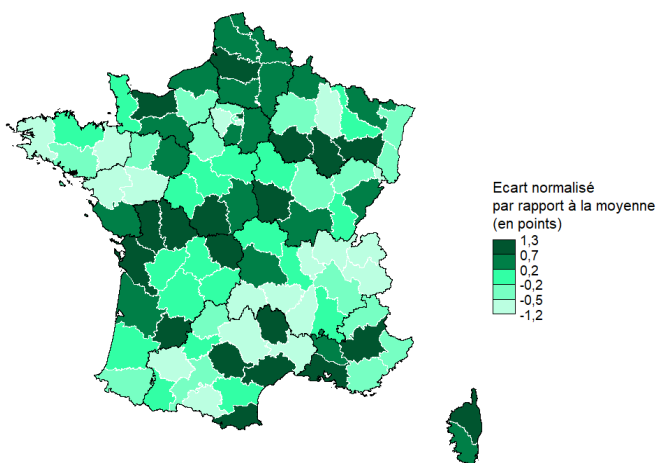 Ecart normalisé
par rapport à la moyenne
(en points)
1,3
0,7
0,2
-0,2
-0,5
-1,2